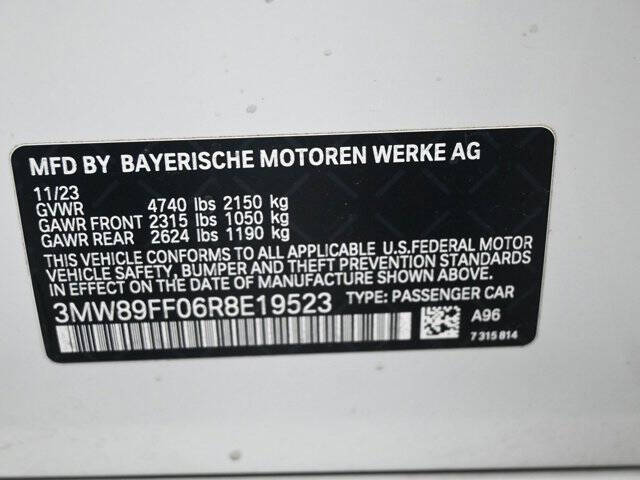 MFD BY BAYERISCHE MOTOREN WERKE AG
11/23
GVWR 4740 lbs 2150 kg
GAWR FRONT 2315 lbs 1050 kg
GAWR REAR 2624 lbs 1190 kg
THIS VEHICLE CONFORMS TO ALL APPLICABLE U.S.FEDERAL MOTOR
VEHICLE SAFETY, BUMPER AND THEFT PREVENTION STANDARDS
IN EFFECT ON THE DATE OF MANUFACTURE SHOWN ABOVE.
3MW89FF06R8E19523 TYPE: PASSENGER CAR
A96
7 315 814